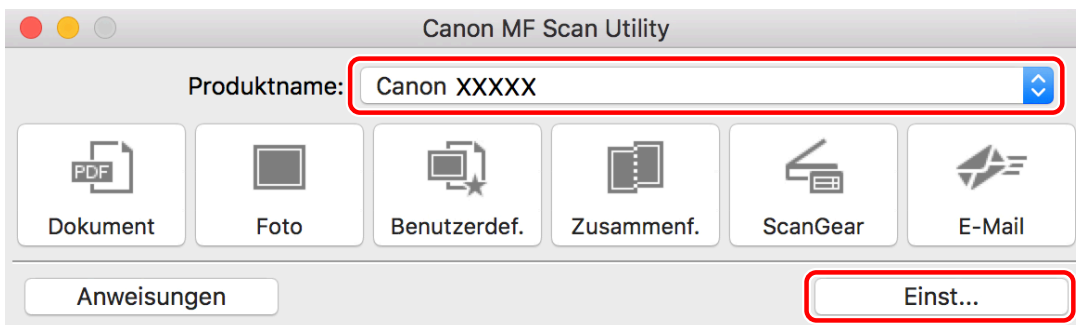 Canon MF Scan Utility
Produktname: Canon XXXXX
PDF
Dokument Foto Benutzerdef. Zusammenf. ScanGear E-Mail
Anweisungen Einst...